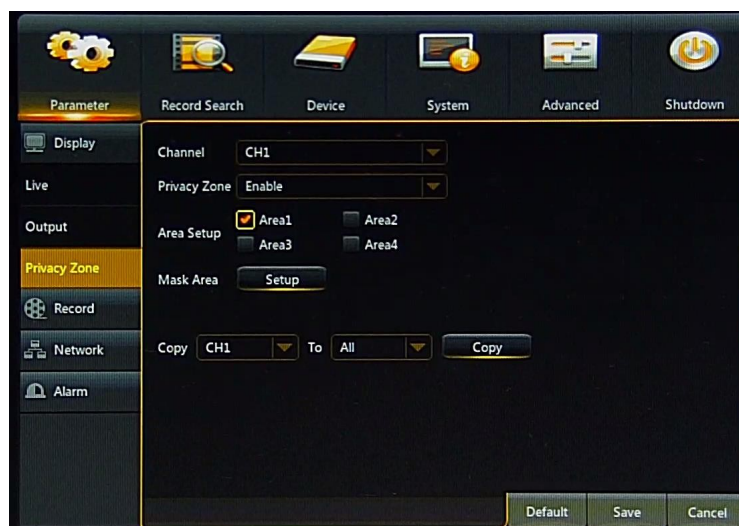 Parameter Record Search Device System Advanced Shutdown
Display
Live
Output
Privacy Zone
Record
Network
Alarm
Channel CH1
Privacy Zone Enable
Area Setup Area1 Area2
Area3 Area4
Mask Area Setup
Copy CH1 To All Copy
Default Save Cancel